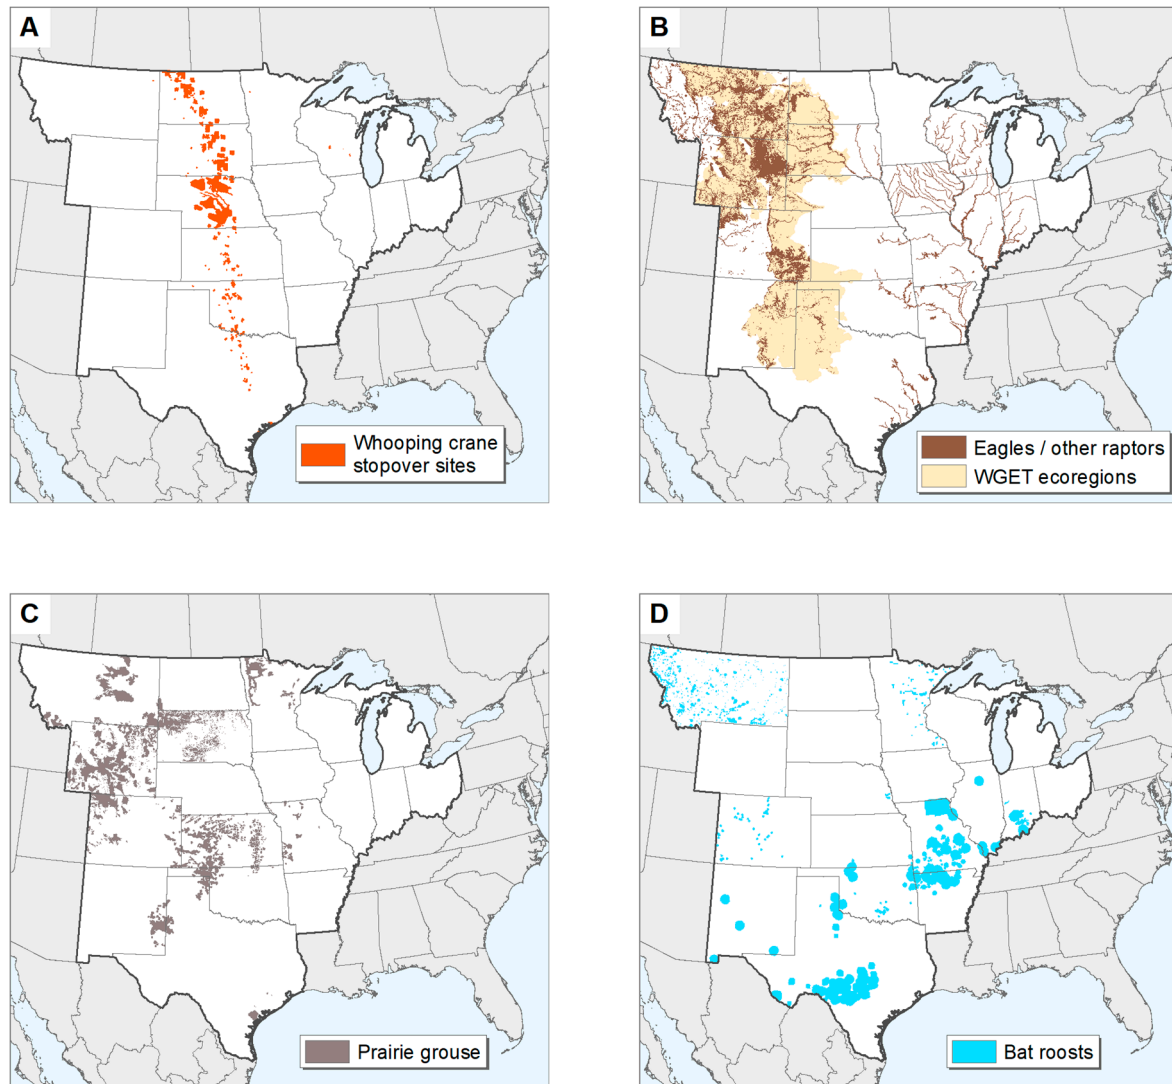 A
Whooping crane
stopover sites
B
Eagles / other raptors
WGET ecoregions
C
Prairie grouse
D
Bat roosts